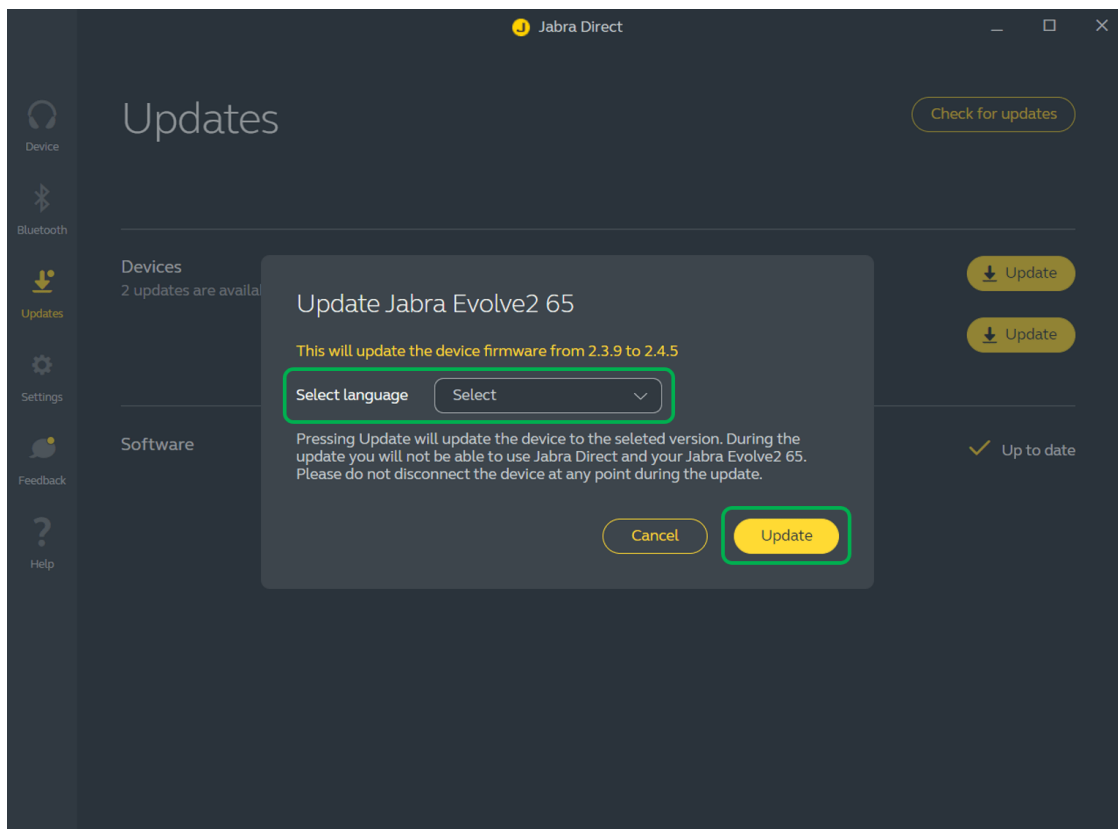 Jabra Direct
Updates
Check for updates
Device
Bluetooth
Updates
Settings
Feedback
Help
Devices
2 updates are
Update
Update
Software
Up to date
Update Jabra Evolve2 65
This will update the device firmware from 2.3.9 to 2.4.5
Select language Select
Pressing Update will update the device to the seleted version. During the
update you will not be able to use Jabra Direct and your Jabra Evolve2 65.
Please do not disconnect the device at any point during the update.
Cancel Update